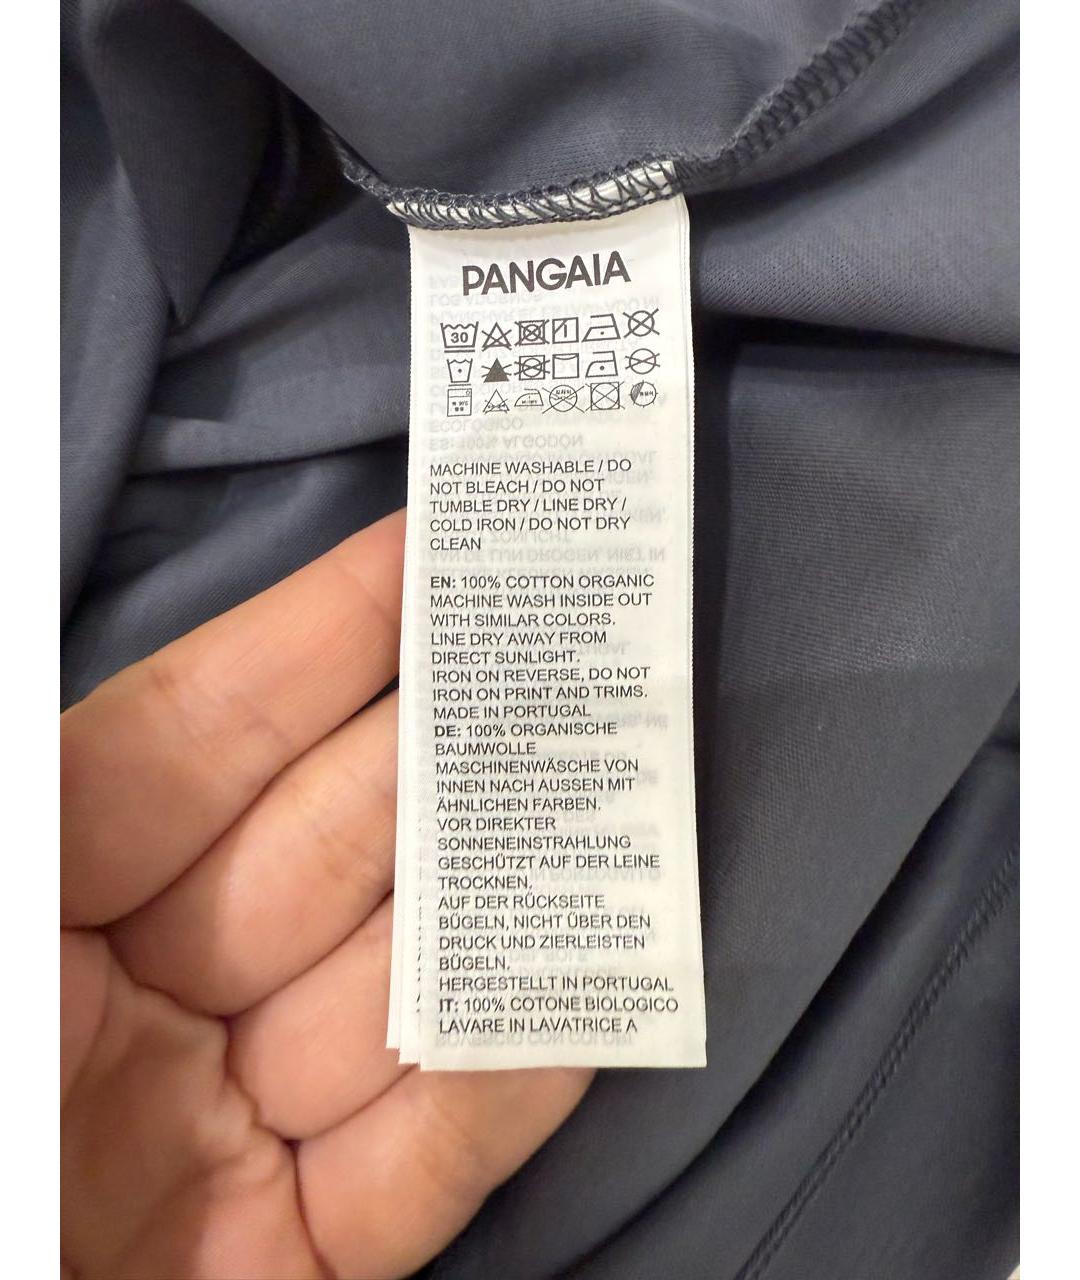 PANGAIA
30
MACHINE WASHABLE / DO
NOT BLEACH / DO NOT
TUMBLE DRY / LINE DRY /
COLD IRON / DO NOT DRY
CLEAN
EN: 100% COTTON ORGANIC
MACHINE WASH INSIDE OUT
WITH SIMILAR COLORS.
LINE DRY AWAY FROM
DIRECT SUNLIGHT.
IRON ON REVERSE, DO NOT
IRON ON PRINT AND TRIMS.
MADE IN PORTUGAL
DE: 100% ORGANISCHE
BAUMWOLLE
MASCHINENWÄSCHE VON
INNEN NACH AUSSEN MIT
ÄHNLICHEN FARBEN.
VOR DIREKTER
SONNENEINSTRAHLUNG
GESCHÜTZT AUF DER LEINE
TROCKNEN.
AUF DER RÜCKSEITE
BÜGELN, NICHT ÜBER DEN
DRUCK UND ZIERLEISTEN
BÜGELN.
HERGESTELLT IN PORTUGAL
IT: 100% COTONE BIOLOGICO
LAVARE IN LAVATRICE A